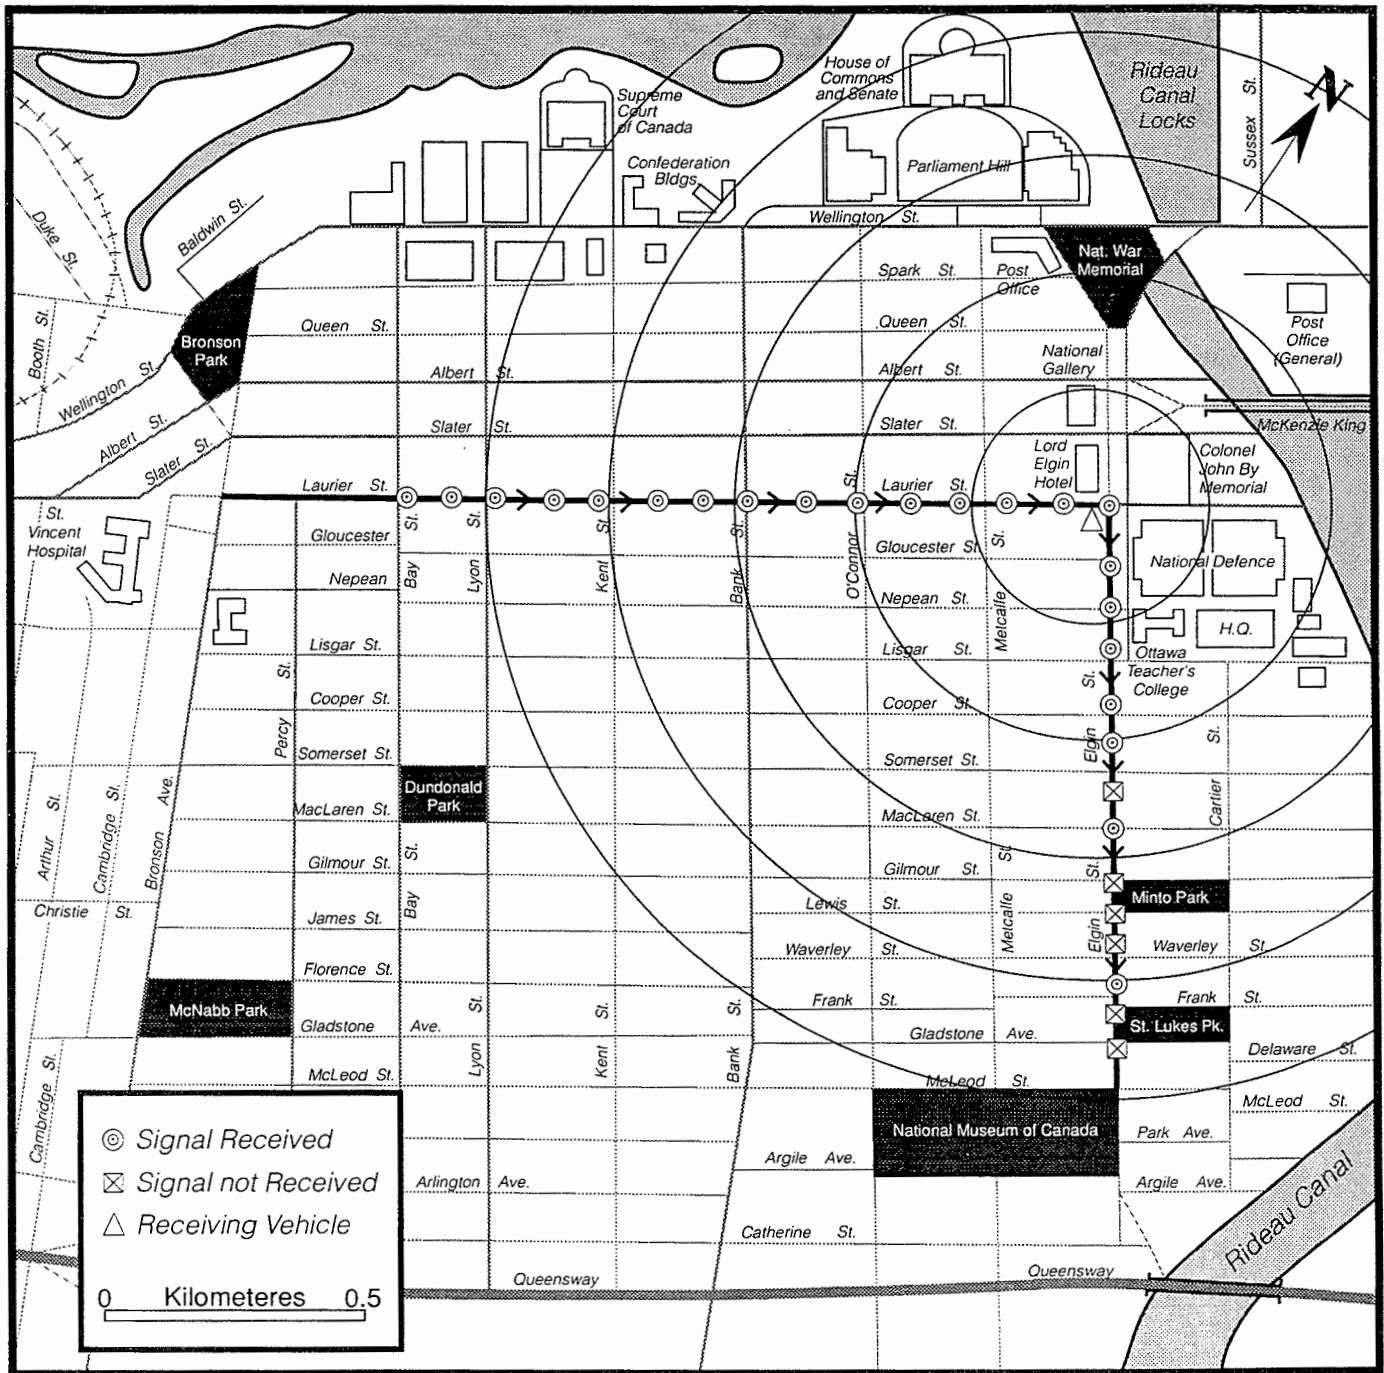 House of
Commons
and Senate
Rideau
Canal
Locks
Sussex St.
N
Supreme
Court
of Canada
Confederation
Bldgs.
Parliament Hill
Wellington St.
Duke St.
Baldwin St.
Nat. War
Memorial
Spark St.
Post
Office
Post
Office
(General)
Booth St.
Bronson
Park
Queen St.
Queen St.
National
Gallery
Wellington St.
Albert St.
Albert St.
Albert St.
Slater St.
Slater St.
Slater St.
McKenzie King
Lord
Elgin
Hotel
Colonel
John By
Memorial
Laurier St.
Laurier St.
St.
Vincent
Hospital
Gloucester
Gloucester St.
Nepean
Nepean St.
Bay St.
Lyon St.
Kent St.
Bank St.
O'Connor St.
Metcalfe St.
National Defence
H.Q.
Ottawa
Teacher's
College
Lisgar St.
Lisgar St.
Percy St.
Cooper St.
Cooper St.
Elgin St.
Somerset St.
Somerset St.
Cartier St.
Dundonald
Park
MacLaren St.
MacLaren St.
Arthur St.
Cambridge St.
Bronson Ave.
Gilmour St.
Gilmour St.
Bay St.
Metcalfe St.
Elgin St.
Minto Park
Christie St.
James St.
Lewis St.
Waverley St.
Waverley St.
Florence St.
McNabb Park
Frank St.
Frank St.
St. Lukes Pk.
Gladstone Ave.
Gladstone Ave.
Lyon St.
Kent St.
Bank St.
Delaware St.
Cambridge St.
McLeod St.
McLeod St.
McLeod St.
National Museum of Canada
Park Ave.
Argile Ave.
Argile Ave.
Arlington Ave.
Catherine St.
Queensway
Queensway
Rideau Canal
Signal Received
Signal not Received
Receiving Vehicle
0 Kilometeres 0.5